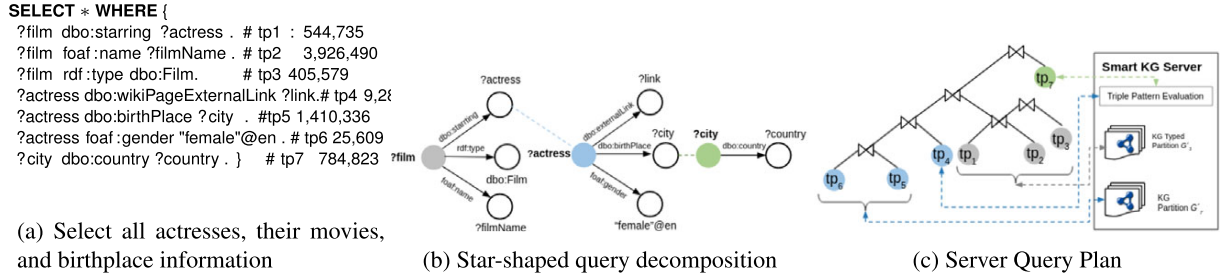 SELECT * WHERE {
?film dbo:starring ?actress . # tp1 : 544,735
?film foaf:name ?filmName . # tp2 3,926,490
?film rdf:type dbo:Film. # tp3 405,579
?actress dbo:wikiPageExternalLink ?link.# tp4 9,28
?actress dbo:birthPlace ?city . #tp5 1,410,336
?actress foaf:gender "female"@en . # tp6 25,609
?city dbo:country ?country . } # tp7 784,823
(a) Select all actresses, their movies,
and birthplace information
?actress
?link
dbo:starring
dbo:externalLink
?film
rdf:type
dbo:Film
?actress
dbo:birthPlace
?city
?city
dbo:country
?country
foaf:name
?filmName
foaf:gender
"female"@en
(b) Star-shaped query decomposition
tp7
tp4
tp3
tp1
tp2
tp6
tp5
Smart KG Server
Triple Pattern Evaluation
KG Typed
Partition
KG
Partition
(c) Server Query Plan